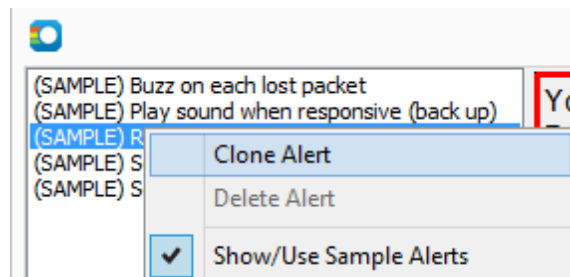 (SAMPLE) Buzz on each lost packet
(SAMPLE) Play sound when responsive (back up)
(SAMPLE) R
(SAMPLE) S
(SAMPLE) S
Clone Alert
Delete Alert
Show/Use Sample Alerts